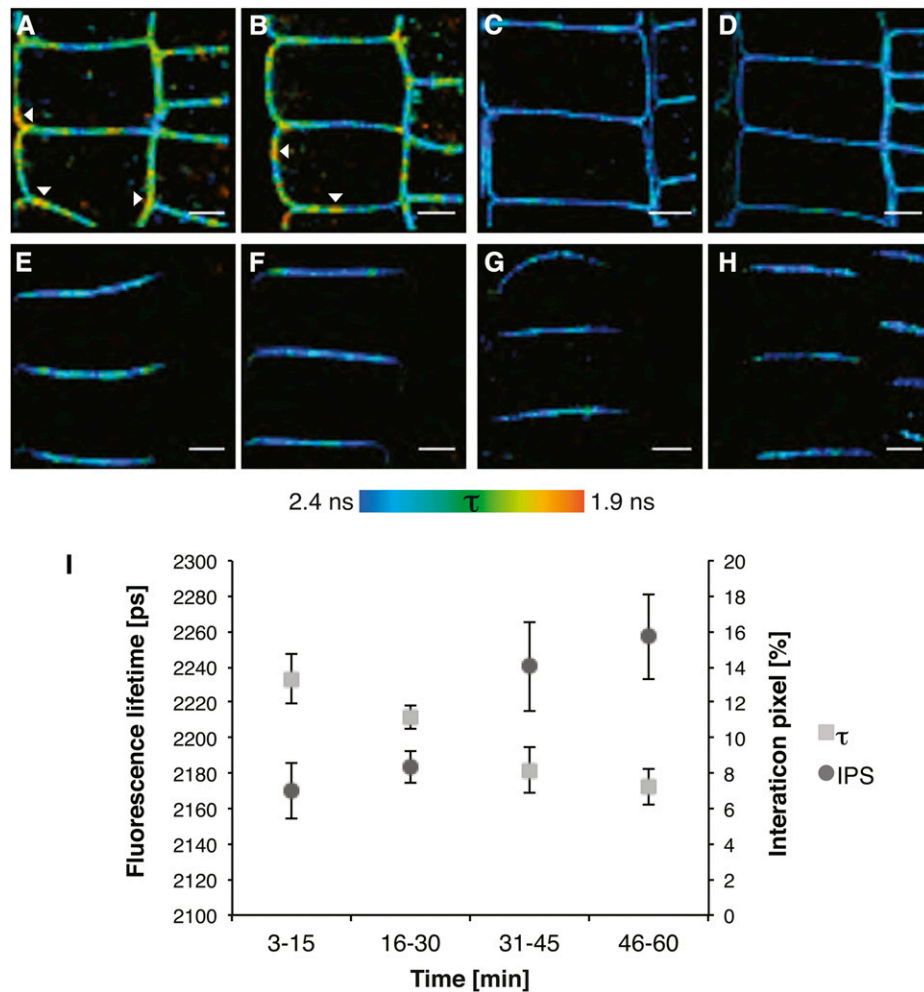 A B C D
E F G H
2.4 ns τ 1.9 ns
I
Fluorescence lifetime [ps]
2300
2280
2260
2240
2220
2200
2180
2160
2140
2120
2100
20
18
16
14
12
10
8
6
4
2
0
Interaticon pixel [%]
τ
IPS
3-15 16-30 31-45 46-60
Time [min]